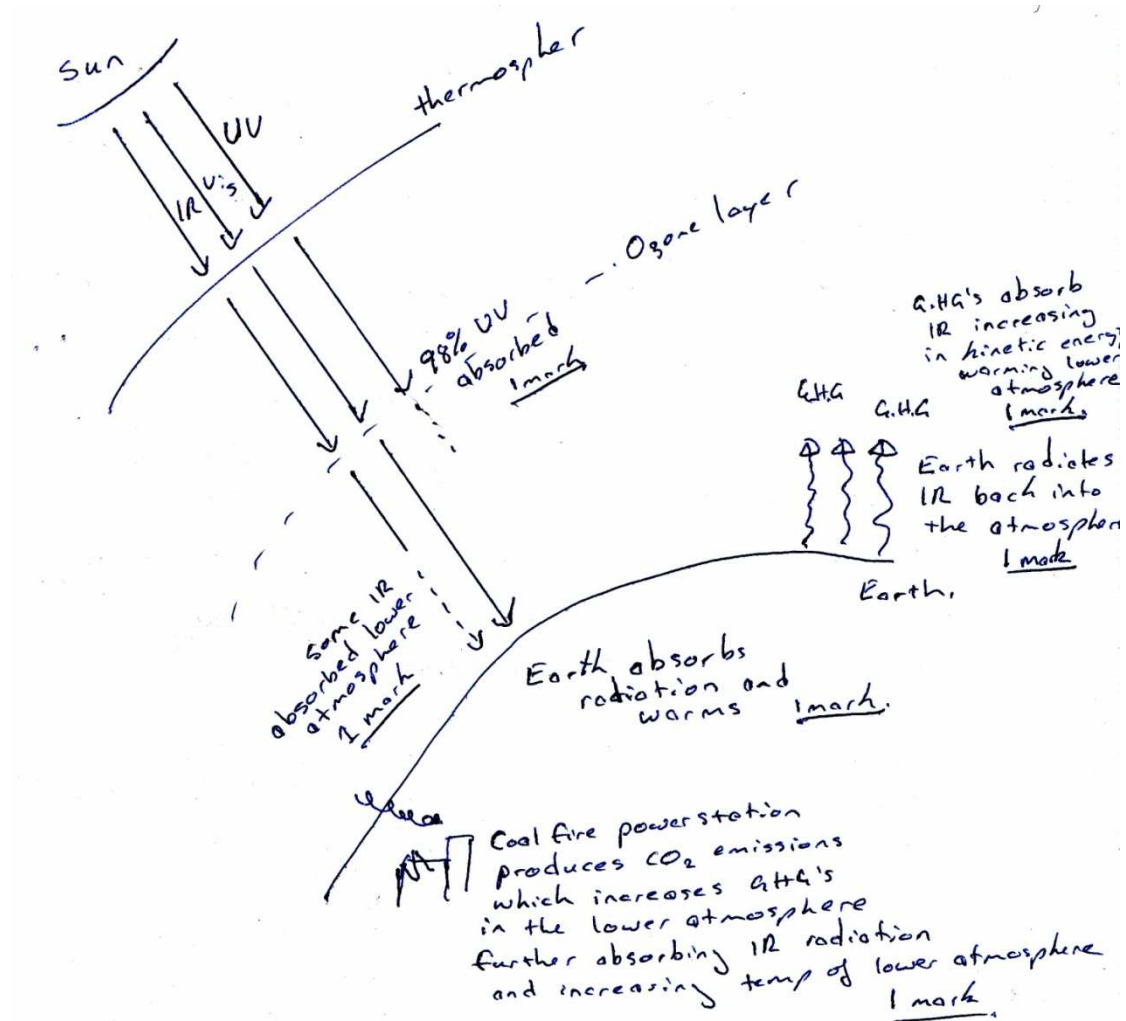 Sun
thermospher
UV
Vis
IR
Ozone layer
98% UV
absorbed
1 mark
G.HG's absorb
IR increasing
in kinetic energy
warming lower
atmosphere
1 mark.
G.H.G
G.H.G
Earth radiates
IR back into
the atmospher
1 mark
Earth.
some IR
absorbed lower
atmosphere
1 mark
Earth absorbs
radiation and
warms 1 mark.
Coal fire powerstation
produces CO2 emissions
which increases GHG's
in the lower atmosphere
further absorbing IR radiation
and increasing temp of lower atmosphere
1 mark.